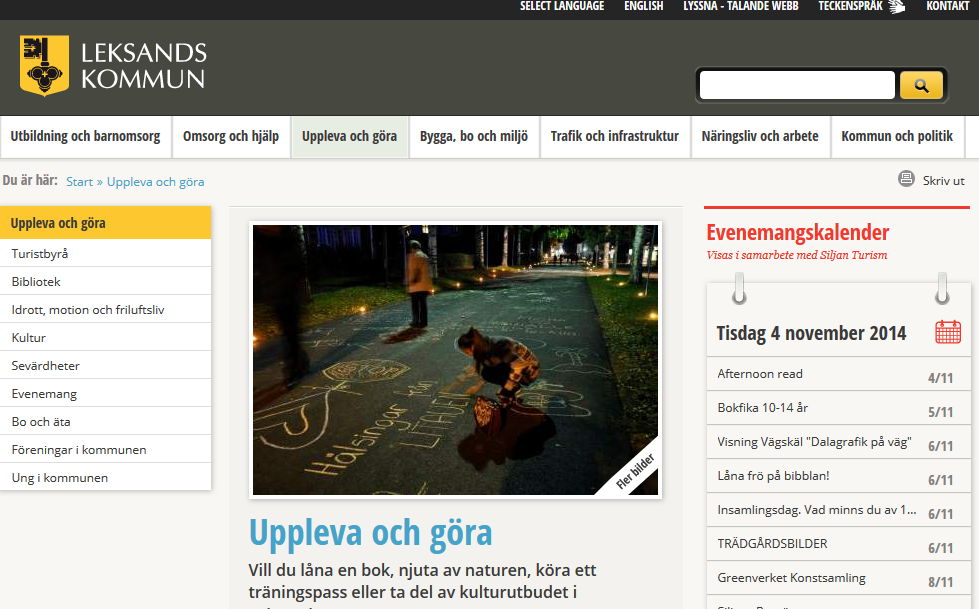 SELECT LANGUAGE ENGLISH LYSSNA - TALANDE WEBB TECKENSPRÅK KONTAKT
LEKSANDS
KOMMUN
Utbildning och barnomsorg Omsorg och hjälp Uppleva och göra Bygga, bo och miljö Trafik och infrastruktur Näringsliv och arbete Kommun och politik
Du är här: Start » Uppleva och göra
Skriv ut
Uppleva och göra
Turistbyrå
Bibliotek
Idrott, motion och friluftsliv
Kultur
Sevärdheter
Evenemang
Bo och äta
Föreningar i kommunen
Ung i kommunen
Hälsingar från
Fler bilder
Uppleva och göra
Vill du låna en bok, njuta av naturen, köra ett
träningspass eller ta del av kulturutbudet i
Evenemangskalender
Visas i samarbete med Siljan Turism
Tisdag 4 november 2014
Afternoon read 4/11
Bokfika 10-14 år 5/11
Visning Vägskäl "Dalagrafik på väg" 6/11
Låna frö på bibblan! 6/11
Insamlingsdag. Vad minns du av 1... 6/11
TRÄDGÅRDSBILDER 6/11
Greenverket Konstsamling 8/11